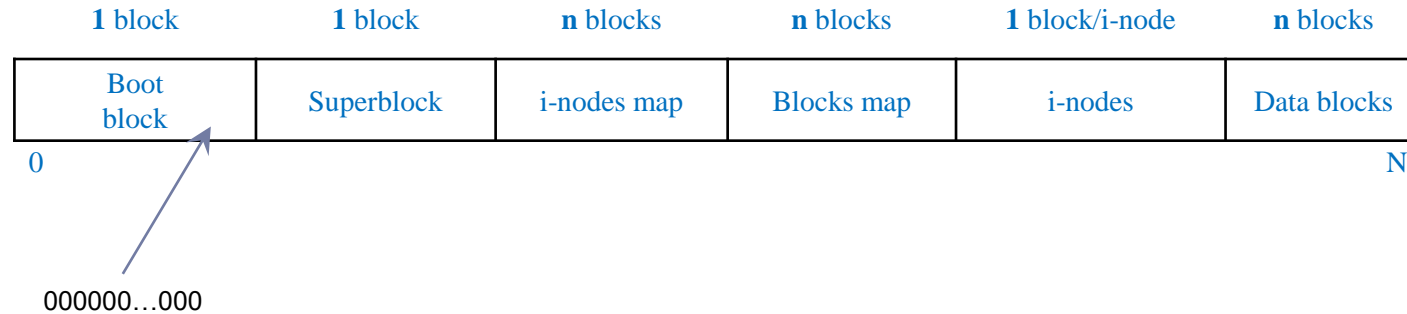 1 block 1 block n blocks n blocks 1 block/i-node n blocks
Boot
block
Superblock
i-nodes map
Blocks map
i-nodes
Data blocks
0
N
000000…000